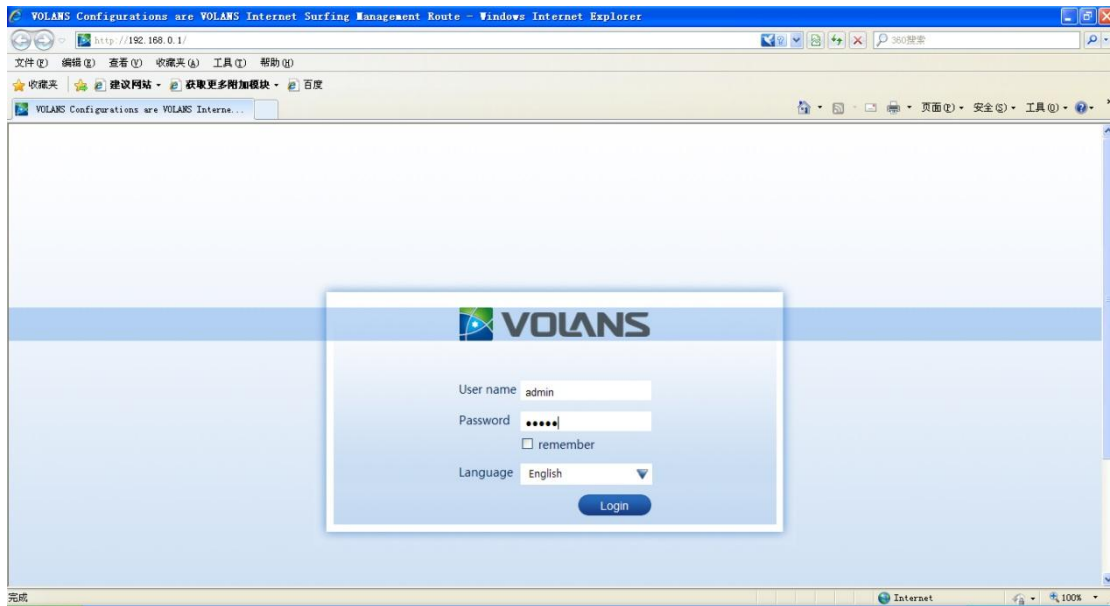 VOLANS Configurations are VOLANS Internet Surfing Management Route - Windows Internet Explorer
http://192.168.0.1/
360搜索
文件(F) 编辑(E) 查看(V) 收藏夹(A) 工具(T) 帮助(H)
收藏夹 建议网站 获取更多附加模块 百度
VOLANS Configurations are VOLANS Interne... 页面(P) 安全(S) 工具(O)
VOLANS
User name admin
Password •••••
remember
Language English
Login
完成 Internet 100%